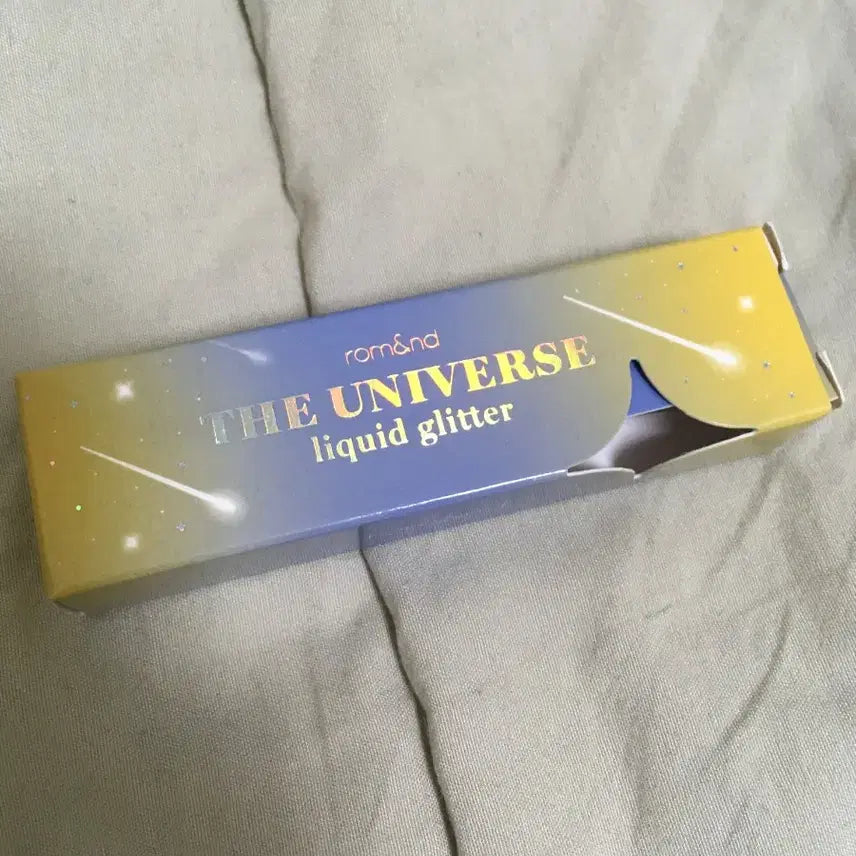 rom&nd
THE UNIVERSE
liquid glitter